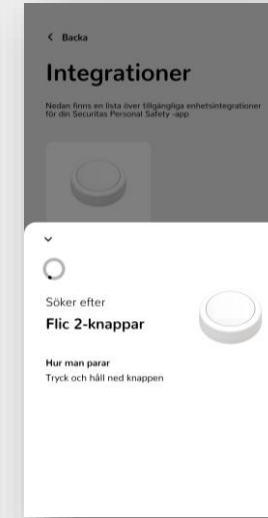 Backa
Integrationer
Nedan finns en lista över tillgängliga enhetsintegrationer
för din Securitas Personal Safety -app
Söker efter
Flic 2-knappar
Hur man parar
Tryck och håll ned knappen